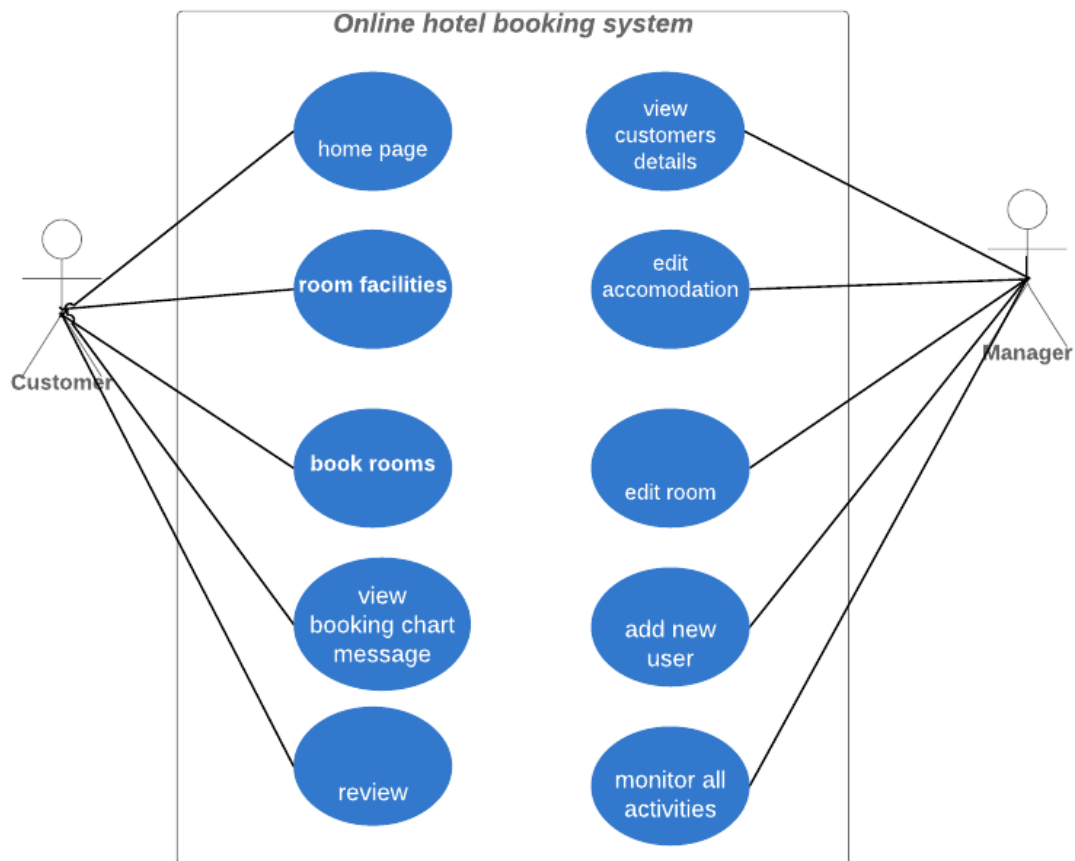 Online hotel booking system
home page
room facilities
book rooms
view
booking chart
message
review
view
customers
details
edit
accomodation
edit room
add new
user
monitor all
activities
Customer
Manager